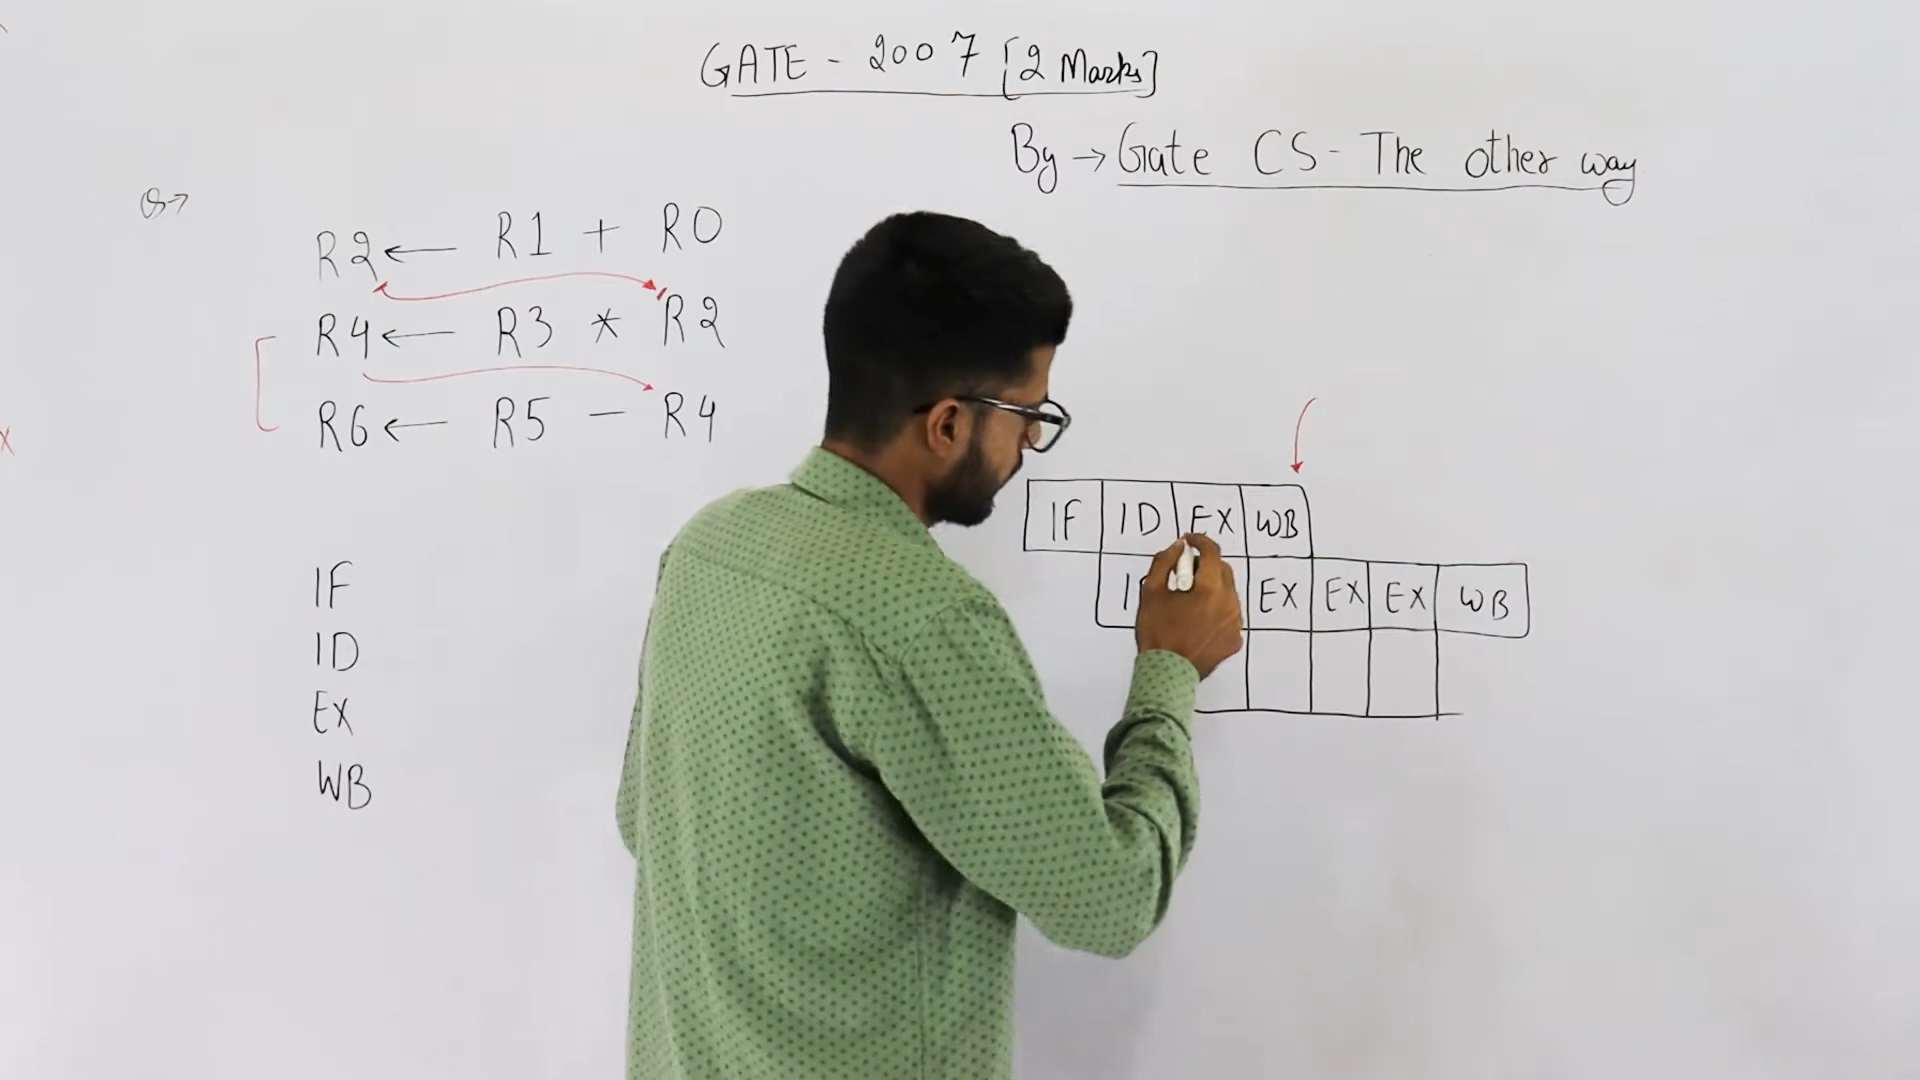 GATE - 2007 [2 Marks]
By → Gate CS - The other way
Q→
R2 ← R1 + R0
R4 ← R3 * R2
R6 ← R5 - R4
IF ID EX WB
EX EX EX WB
IF
ID
EX
WB